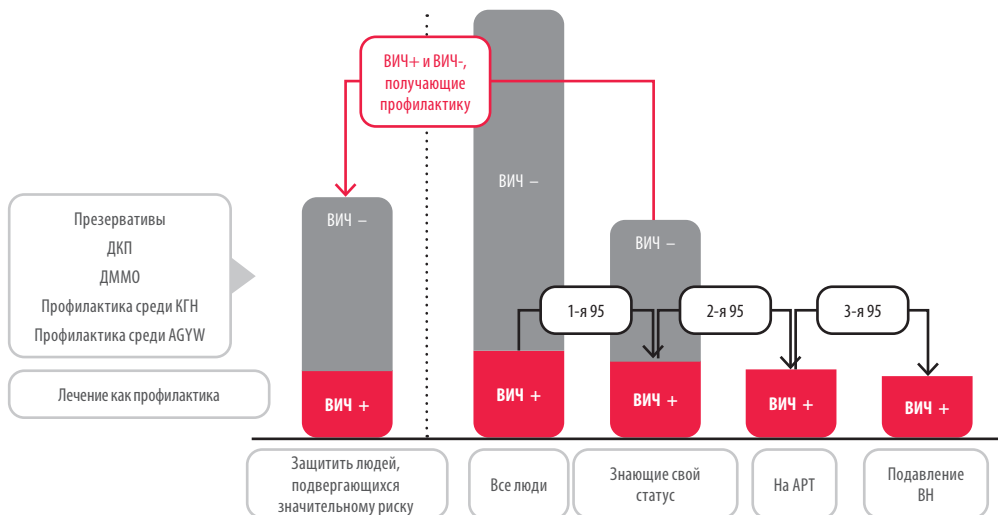 ВИЧ+ и ВИЧ-,
получающие
профилактику
ВИЧ –
ВИЧ –
ВИЧ –
Презервативы
ДКП
ДММО
Профилактика среди КГН
Профилактика среди AGYW
1-я 95
2-я 95
3-я 95
Лечение как профилактика
ВИЧ +
ВИЧ +
ВИЧ +
ВИЧ +
ВИЧ +
Защитить людей,
подвергающихся
значительному риску
Все люди
Знающие свой
статус
На АРТ
Подавление
ВН